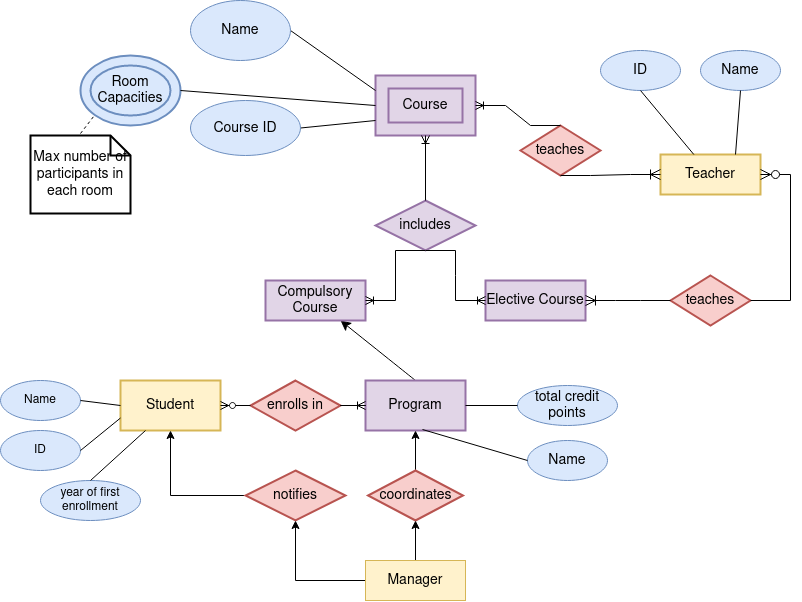 Name
Room
Capacities
Course
ID
Name
Course ID
Max number of
participants in
each room
teaches
Teacher
includes
Compulsory
Course
Elective Course
teaches
Name
Student
enrolls in
Program
total credit
points
ID
Name
year of first
enrollment
notifies
coordinates
Manager